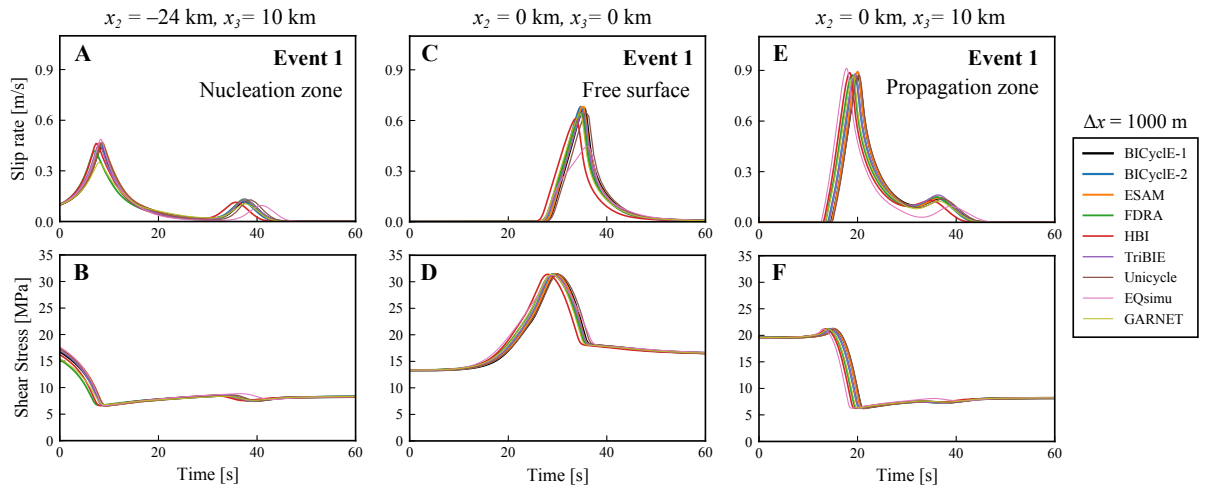 x2 = –24 km, x3= 10 km
x2 = 0 km, x3= 0 km
x2 = 0 km, x3= 10 km
A
Event 1
Nucleation zone
Slip rate [m/s]
0.9
0.6
0.3
0.0
0 20 40 60
C
Event 1
Free surface
0.9
0.6
0.3
0.0
0 20 40 60
E
Event 1
Propagation zone
0.9
0.6
0.3
0.0
0 20 40 60
B
Shear Stress [MPa]
35
30
25
20
15
10
5
0
0 20 40 60
Time [s]
D
35
30
25
20
15
10
5
0
0 20 40 60
Time [s]
F
35
30
25
20
15
10
5
0
0 20 40 60
Time [s]
Δx = 1000 m
BICyclE-1
BICyclE-2
ESAM
FDRA
HBI
TriBIE
Unicycle
EQsimu
GARNET